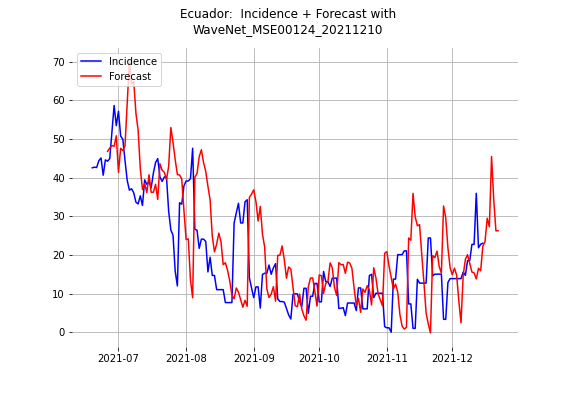 Ecuador:  Incidence + Forecast with
WaveNet_MSE00124_20211210
Incidence
Forecast
70
60
50
40
30
20
10
0
2021-07 2021-08 2021-09 2021-10 2021-11 2021-12